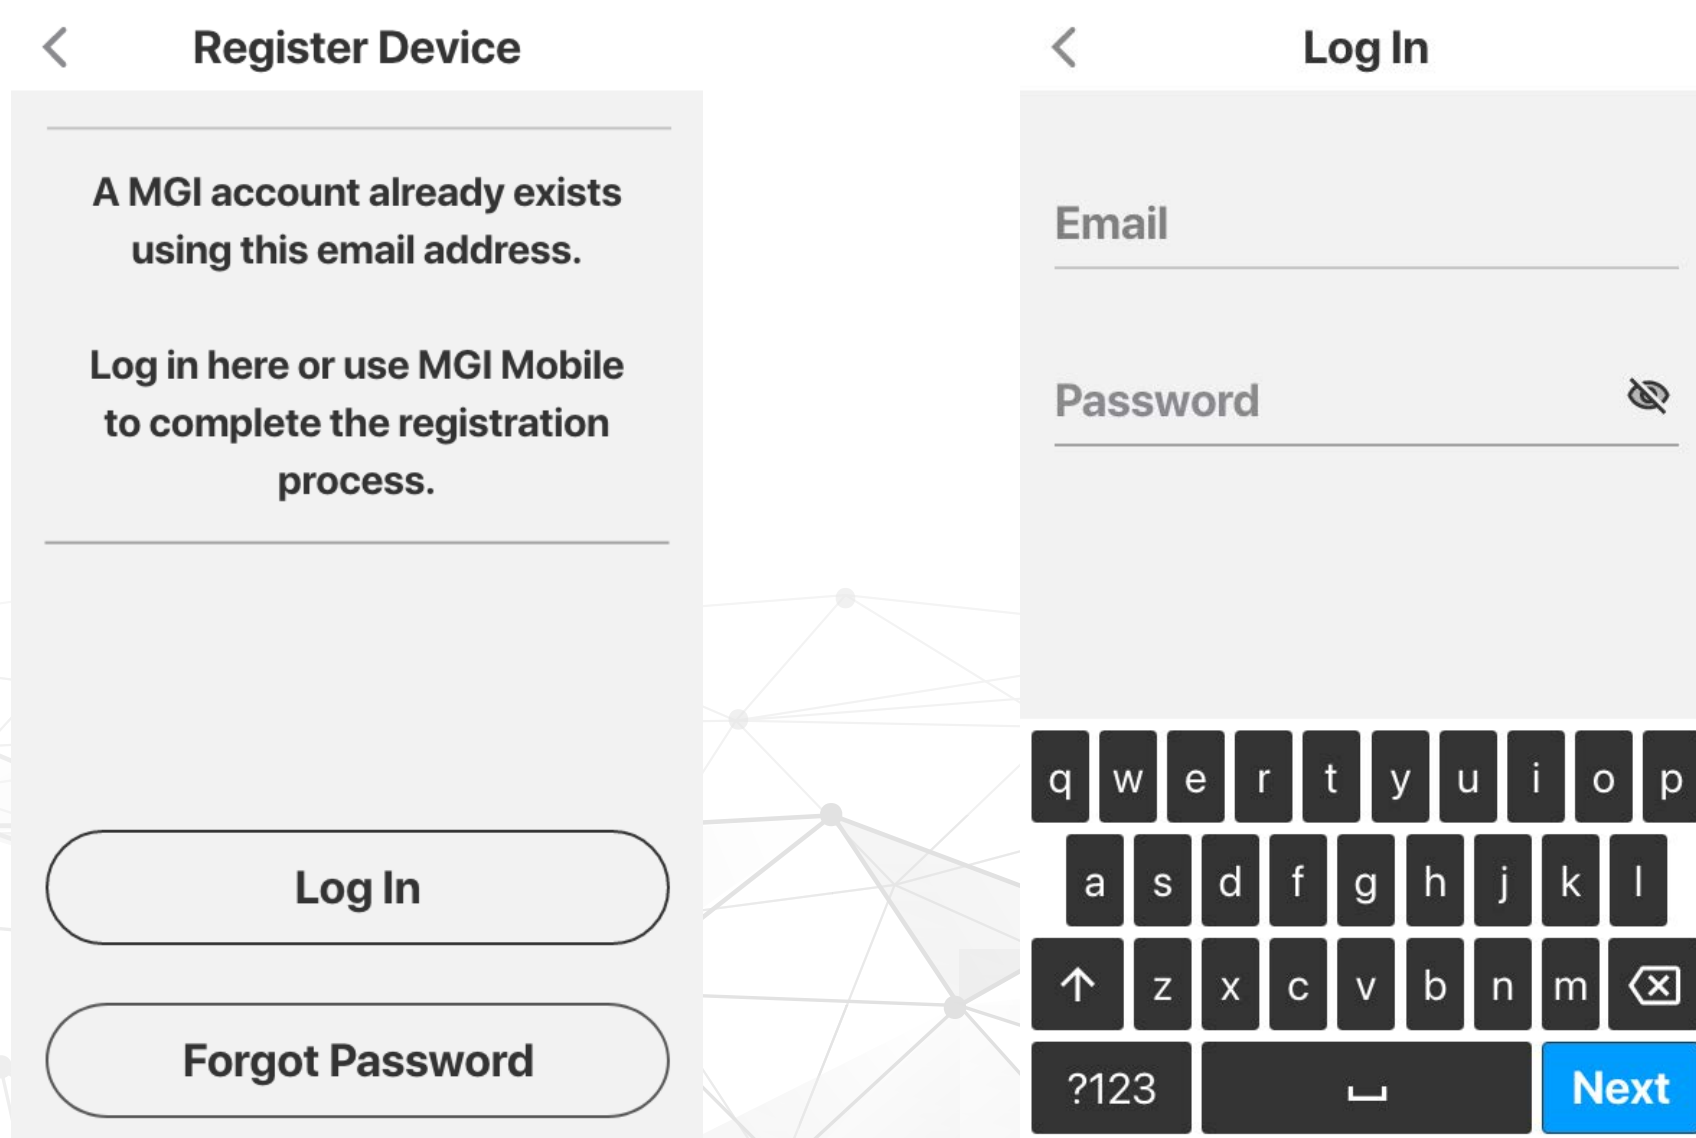 Register Device
A MGI account already exists
using this email address.
Log in here or use MGI Mobile
to complete the registration
process.
Log In
Forgot Password
Log In
Email
Password
q w e r t y u i o p
a s d f g h j k l
z x c v b n m
?123 Next